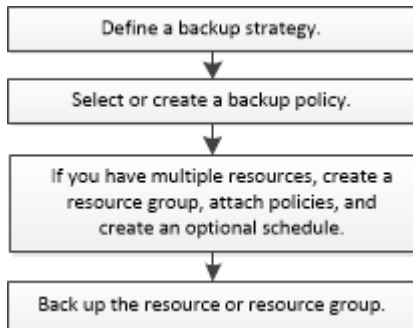 Define a backup strategy.
Select or create a backup policy.
If you have multiple resources, create a
resource group, attach policies, and
create an optional schedule.
Back up the resource or resource group.